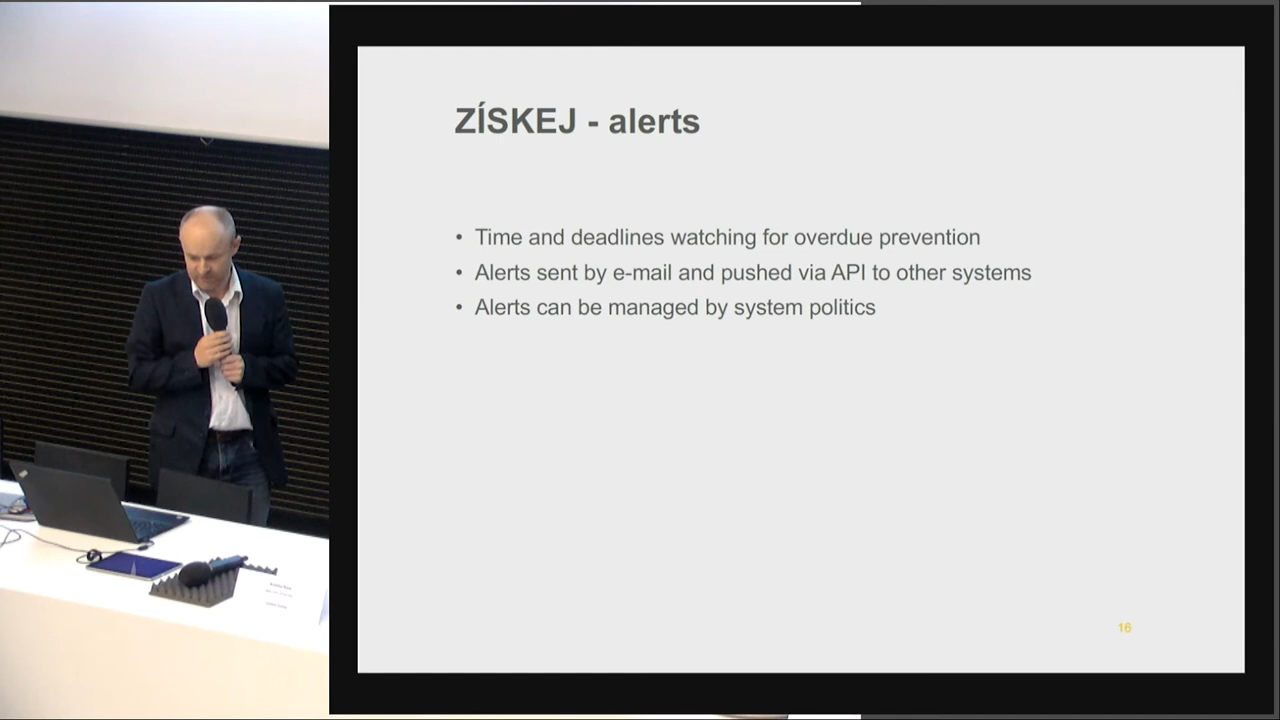 ZÍSKEJ - alerts
• Time and deadlines watching for overdue prevention
• Alerts sent by e-mail and pushed via API to other systems
• Alerts can be managed by system politics
16